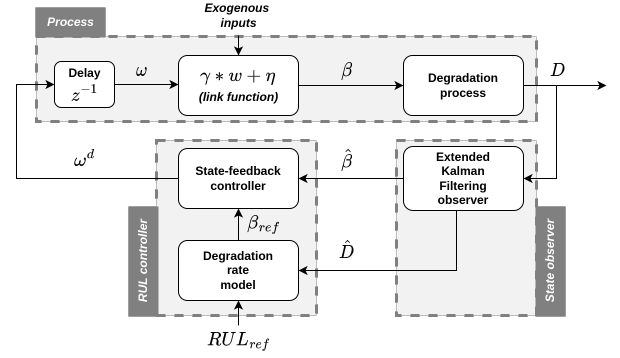 Exogenous
inputs
Process
Delay
z⁻¹
ω
γ * w + η
(link function)
β
Degradation
process
D
ω^d
State-feedback
controller
β̂
Extended
Kalman
Filtering
observer
β_ref
RUL controller
Degradation
rate
model
D̂
State observer
RUL_ref